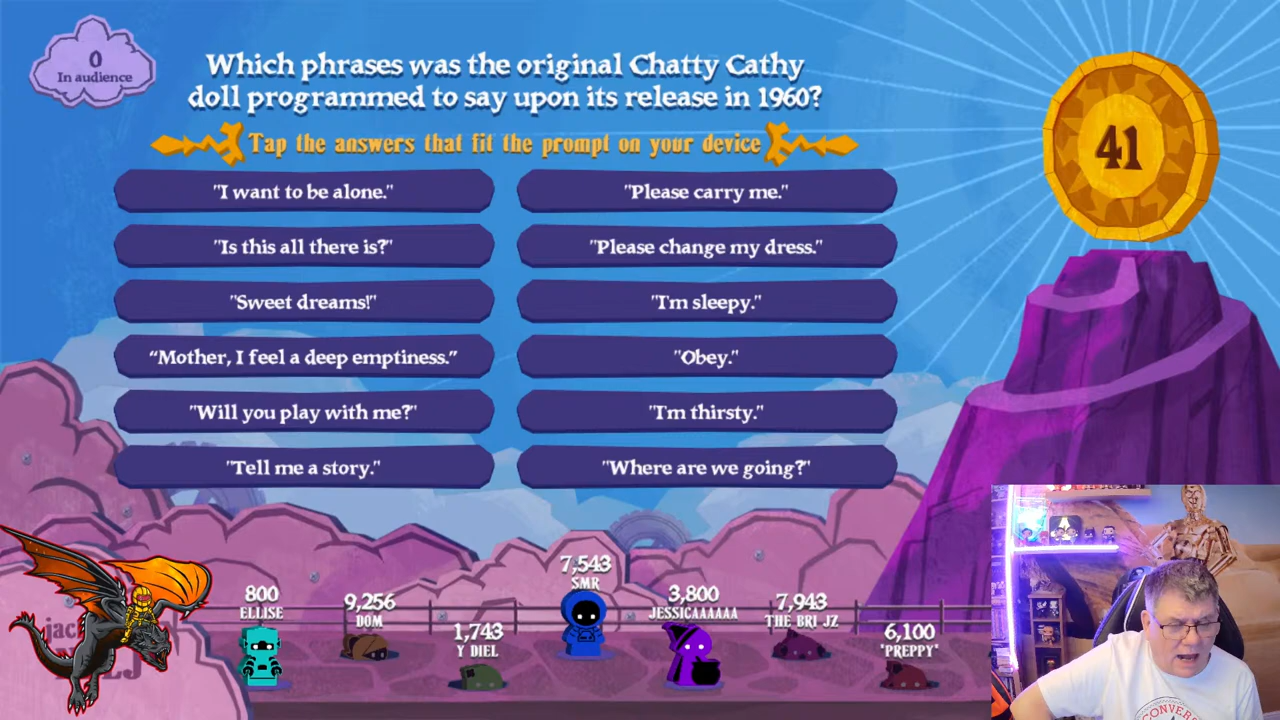 0
In audience
Which phrases was the original Chatty Cathy
doll programmed to say upon its release in 1960?
Tap the answers that fit the prompt on your device
41
"I want to be alone."
"Please carry me."
"Is this all there is?"
"Please change my dress."
"Sweet dreams!"
"I'm sleepy."
“Mother, I feel a deep emptiness.”
"Obey."
"Will you play with me?"
"I'm thirsty."
"Tell me a story."
"Where are we going?"
800
ELLISE
9,256
DOM
1,743
Y DIEL
7,543
SMR
3,800
JESSICAAAAAA
7,943
THE BRI JZ
6,100
"PREPPY"